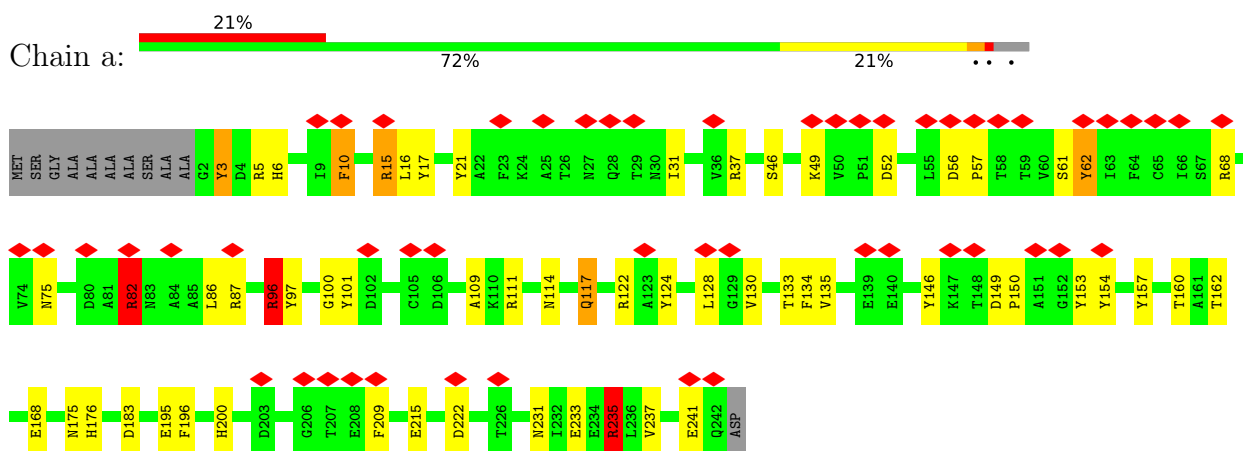 21%
Chain a:
72% 21% • • •
MET SER GLY ALA ALA ALA ALA SER ALA ALA G2 Y3 D4 R5 H6 I9 F10 R15 L16 Y17 Y21 A22 F23 K24 A25 T26 N27 Q28 T29 N30 I31 V36 R37 S46 K49 V50 P51 D52 L55 D56 P57 T58 T59 V60 S61 Y62 I63 F64 C65 I66 S67 R68
V74 N75 D80 A81 R82 N83 A84 A85 L86 R87 R96 Y97 G100 Y101 D102 C105 D106 A109 K110 R111 N114 Q117 R122 A123 Y124 L128 G129 V130 T133 F134 V135 E139 E140 Y146 K147 T148 D149 P150 A151 G152 Y153 Y154 Y157 T160 A161 T162
E168 N175 H176 D183 E195 F196 H200 D203 G206 T207 E208 F209 E215 D222 T226 N231 I232 E233 E234 R235 L236 V237 E241 Q242 ASP